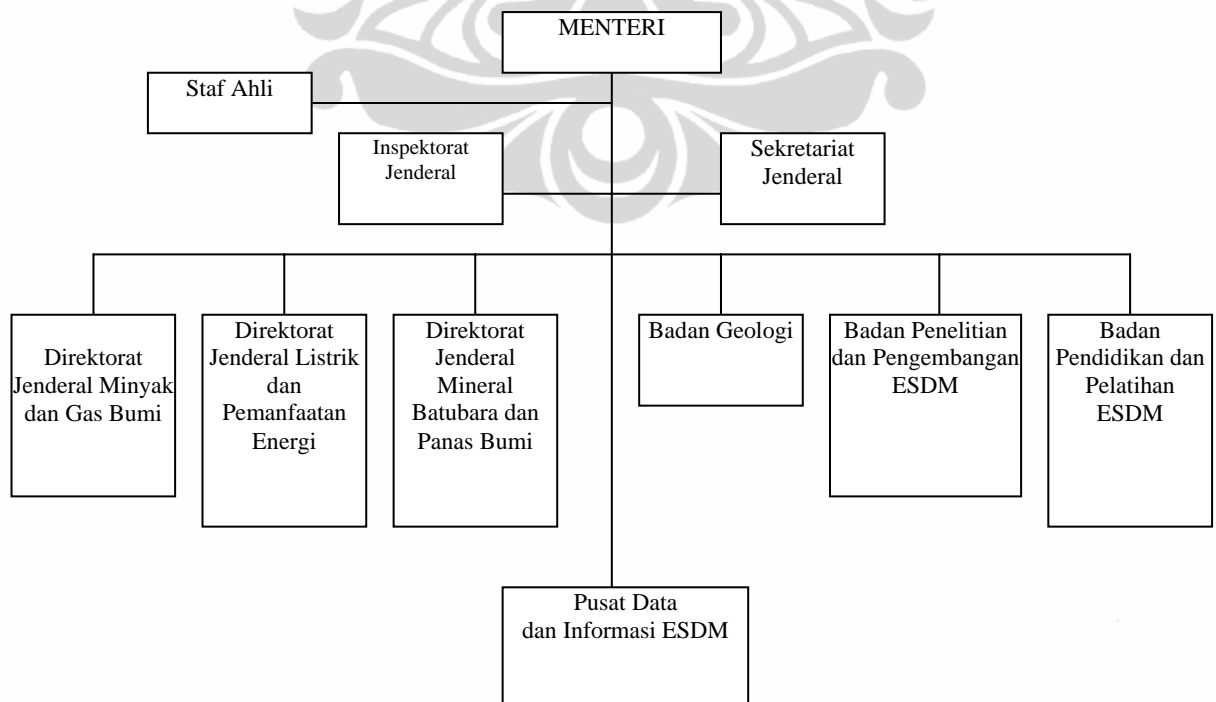 MENTERI
Staf Ahli
Inspektorat
Jenderal
Sekretariat
Jenderal
Direktorat
Jenderal Minyak
dan Gas Bumi
Direktorat
Jenderal Listrik
dan
Pemanfaatan
Energi
Direktorat
Jenderal
Mineral
Batubara dan
Panas Bumi
Badan Geologi
Badan Penelitian
dan Pengembangan
ESDM
Badan
Pendidikan dan
Pelatihan
ESDM
Pusat Data
dan Informasi ESDM